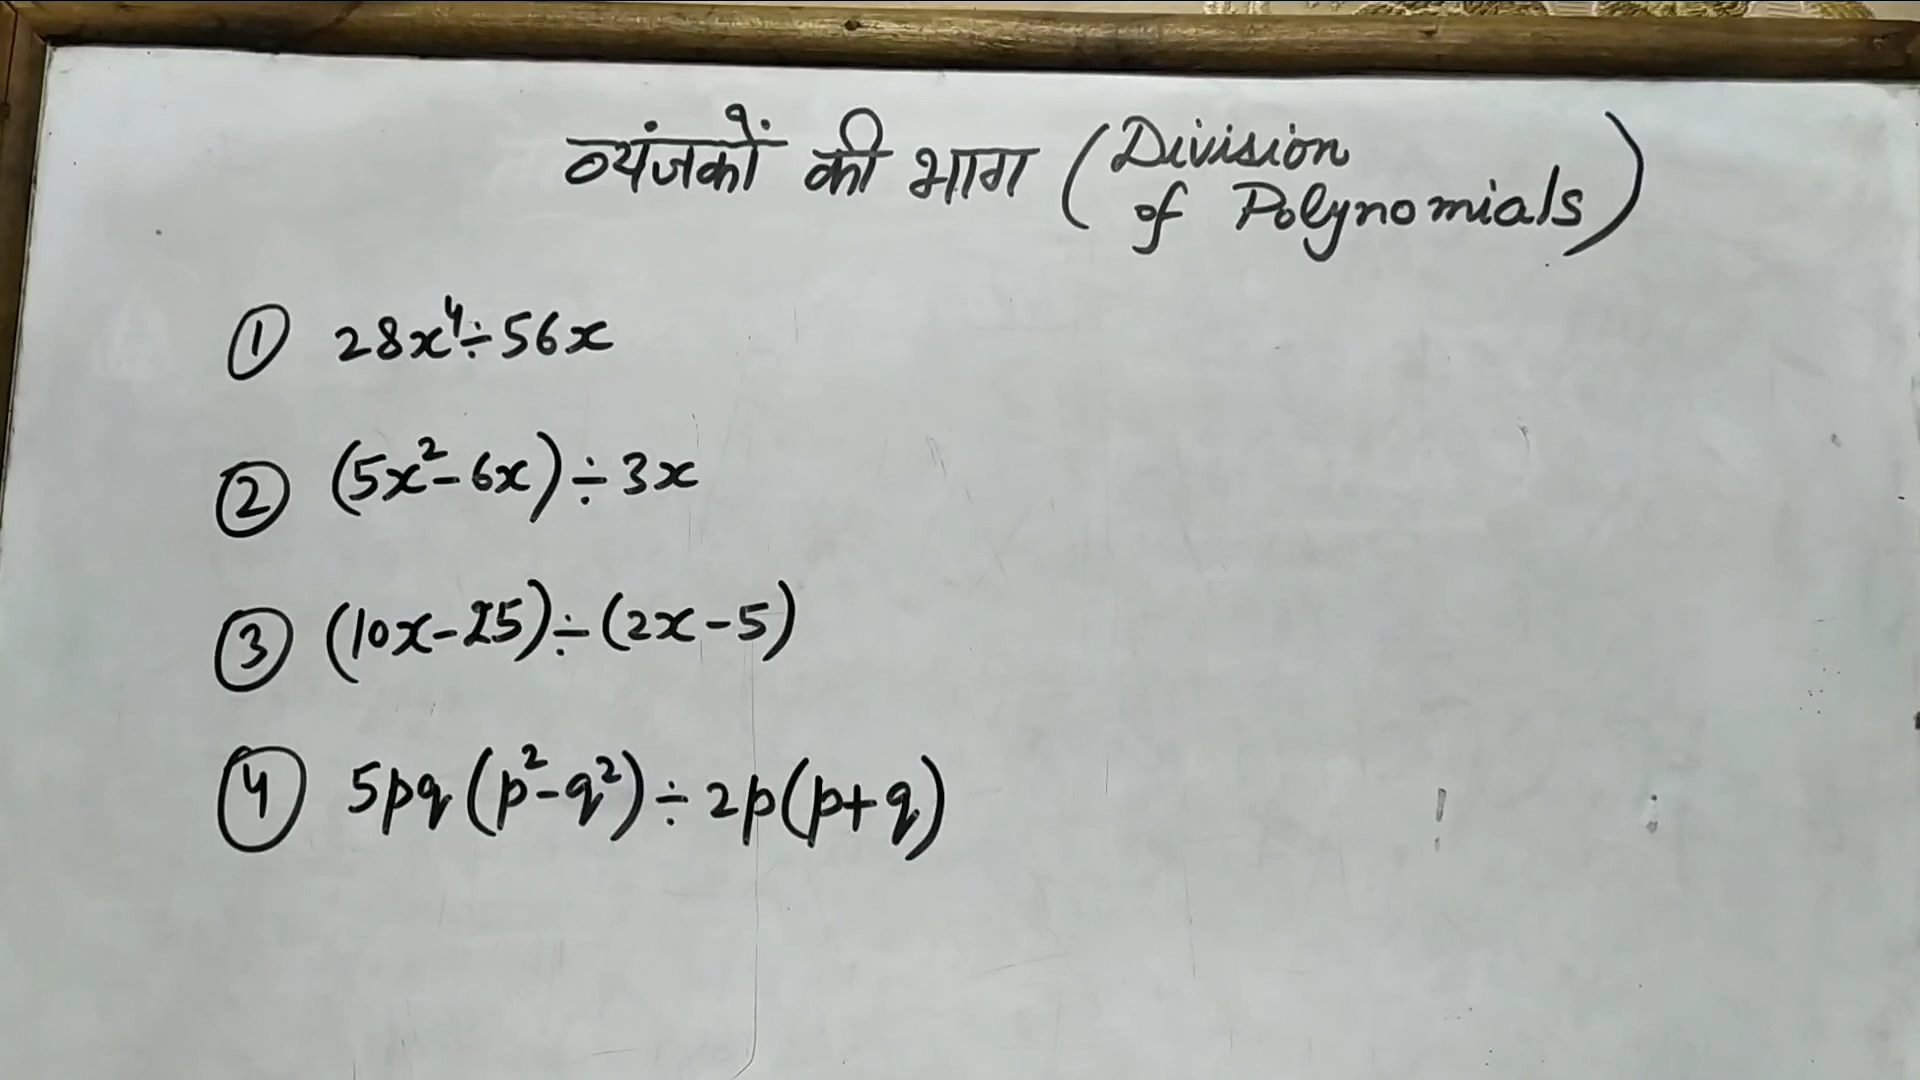 व्यंजकों की भाग (Division
of Polynomials)
① 28x⁴÷56x
② (5x²-6x)÷3x
③ (10x-25)÷(2x-5)
④ 5pq(p²-q²)÷2p(p+q)